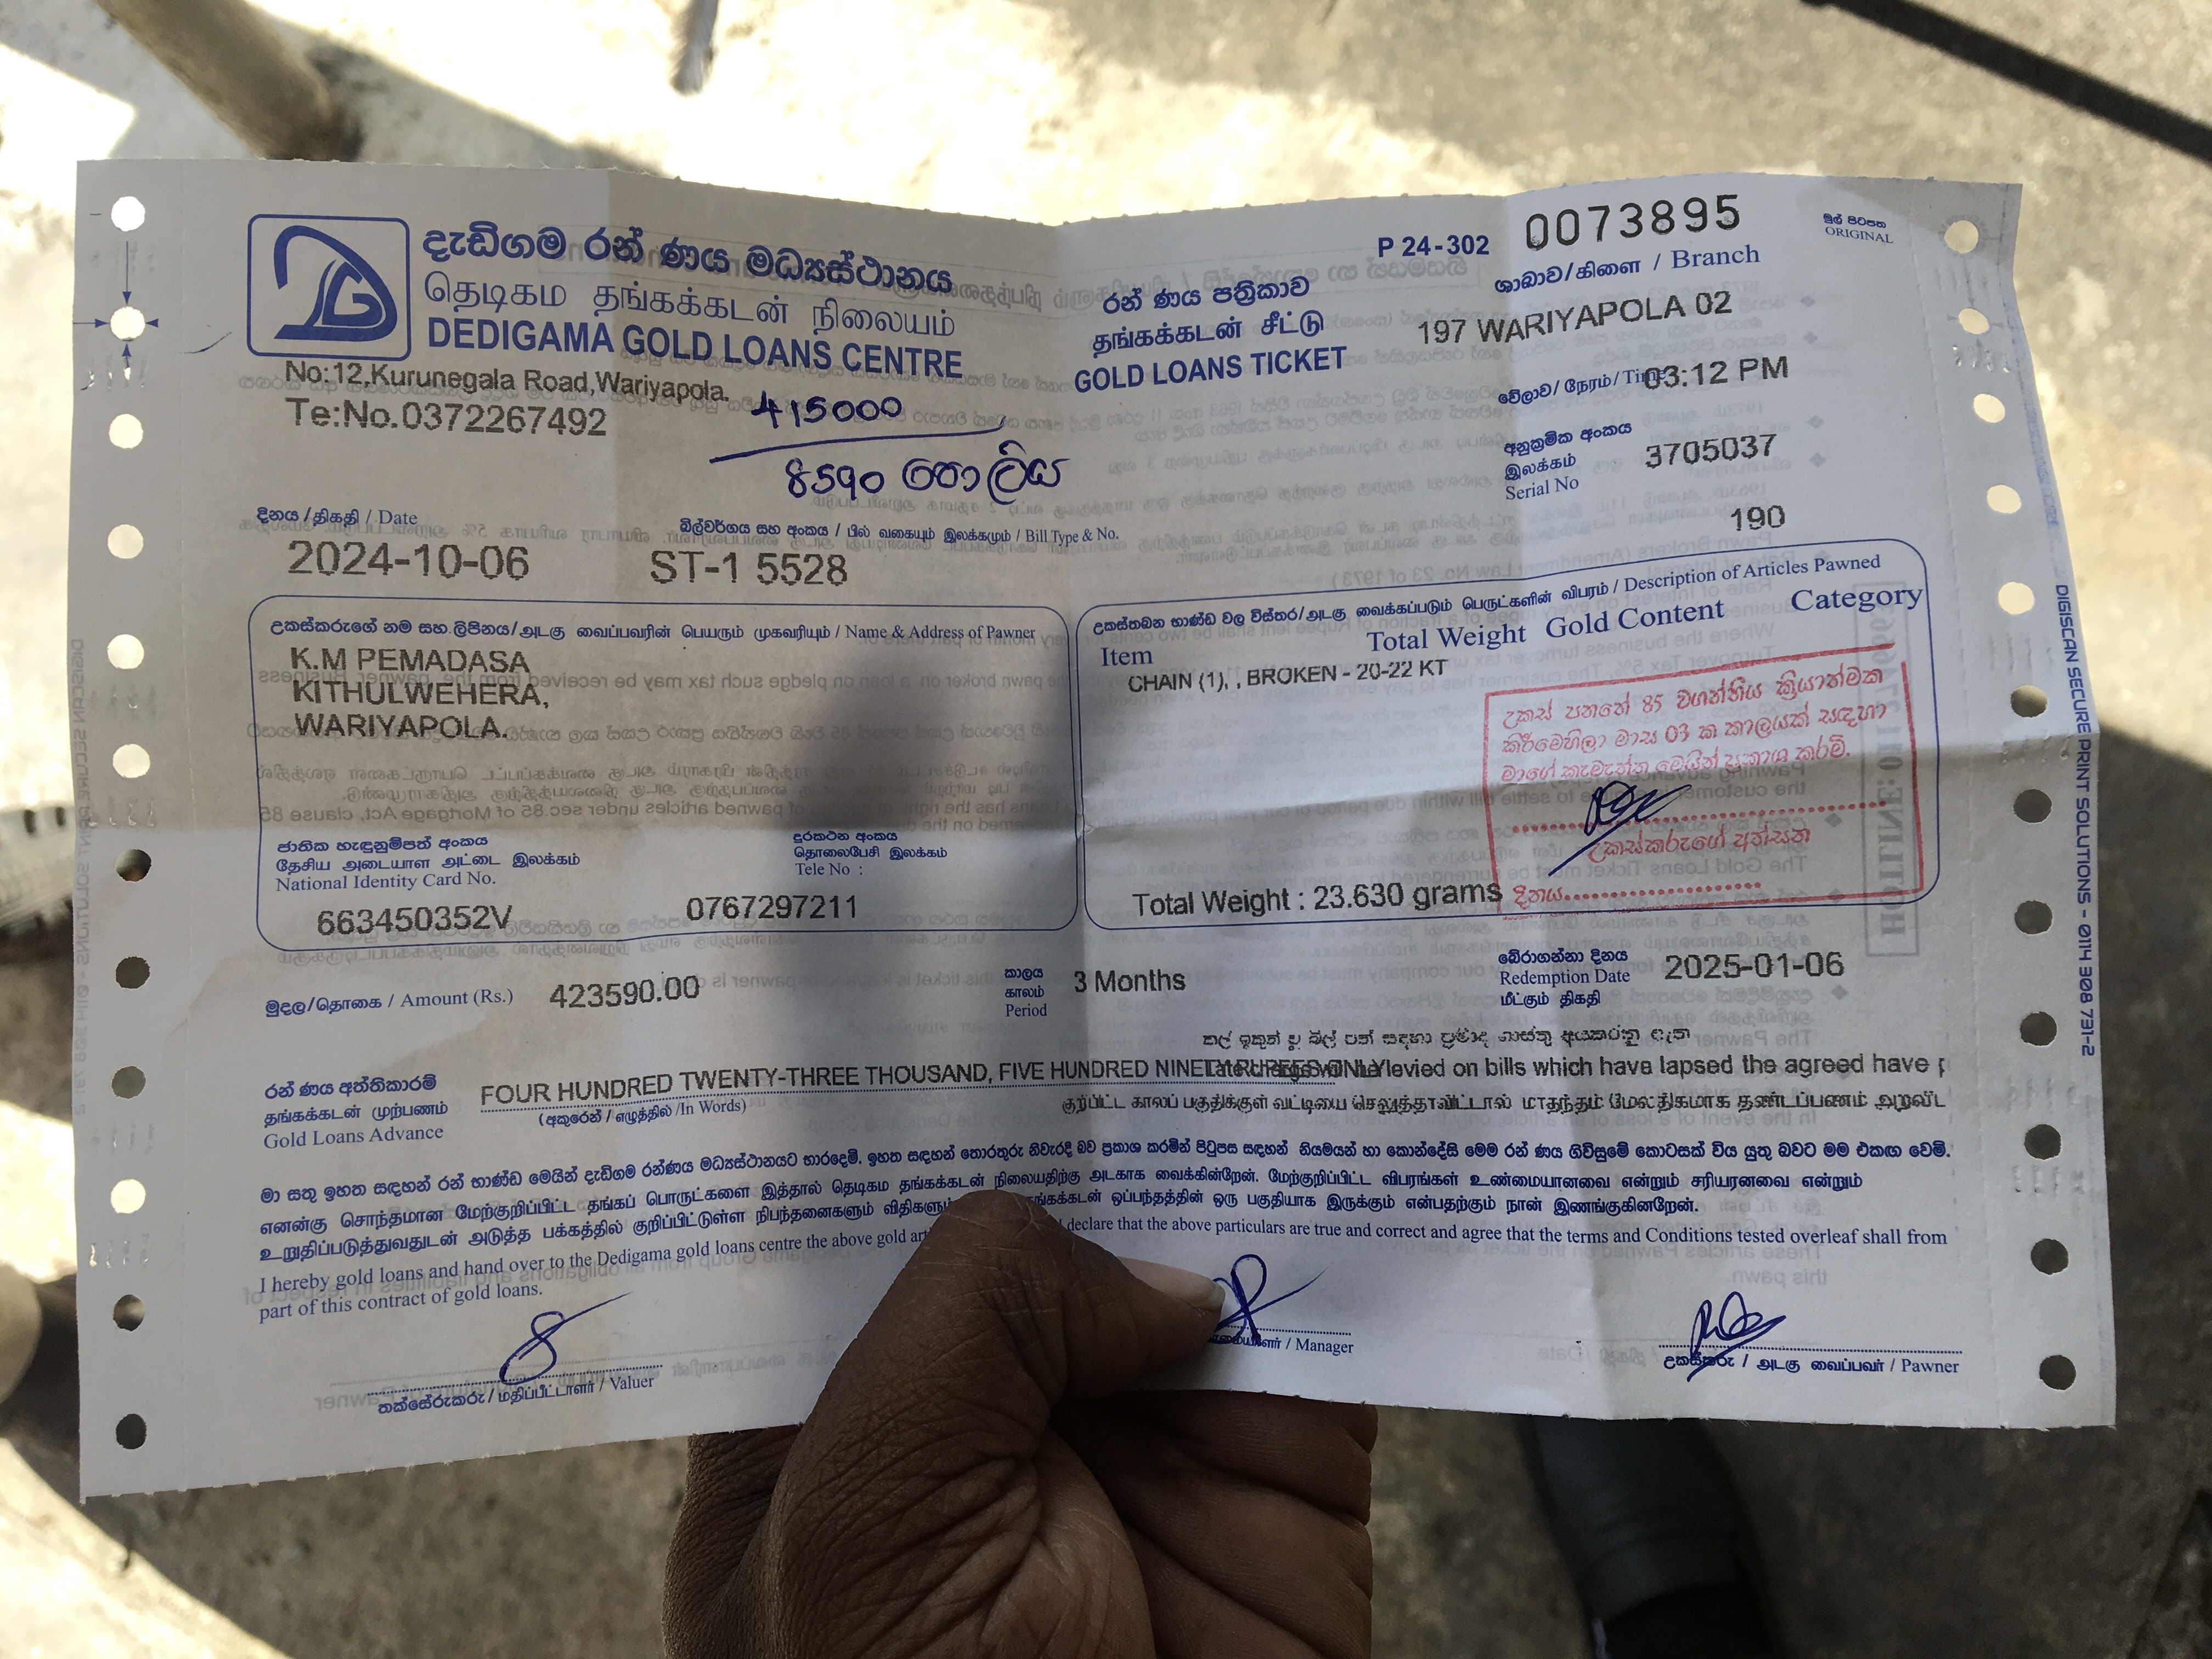 දැඩිගම රන් ණය මධ්‍යස්ථානය
தெடிகம தங்கக்கடன் நிலையம்
DEDIGAMA GOLD LOANS CENTRE
No:12,Kurunegala Road,Wariyapola.
Te:No.0372267492
415000
8590 පොලිය
රන් ණය පත්‍රිකාව
தங்கக்கடன் சீட்டு
GOLD LOANS TICKET
P 24-302 0073895
මුල් පිටපත
ORIGINAL
ශාඛාව/கிளை / Branch
197 WARIYAPOLA 02
වේලාව/ நேரம்/ Time 03:12 PM
අනුක්‍රමික අංකය
இலக்கம்
Serial No
3705037
190
දිනය /திகதி / Date
2024-10-06
බිල්වර්ගය සහ අංකය / பில் வகையும் இலக்கமும் / Bill Type & No.
ST-1 5528
උකස්කරුගේ නම සහ ලිපිනය/அடகு வைப்பவரின் பெயரும் முகவரியும் / Name & Address of Pawner
K.M PEMADASA
KITHULWEHERA,
WARIYAPOLA.
ජාතික හැඳුනුම්පත් අංකය
தேசிய அடையாள அட்டை இலக்கம்
National Identity Card No.
663450352V
දුරකථන අංකය
தொலைபேசி இலக்கம்
Tele No :
0767297211
උකස්තබන භාණ්ඩ වල විස්තර/அடகு வைக்கப்படும் பெருட்களின் விபரம் / Description of Articles Pawned
Item Total Weight Gold Content Category
CHAIN (1), , BROKEN - 20-22 KT
උකස් පනතේ 85 වගන්තිය ක්‍රියාත්මක
කිරීමෙහිලා මාස 03 ක කාලයක් සඳහා
මාගේ කැමැත්ත මෙයින් ප්‍රකාශ කරමි.
උකස්කරුගේ අත්සන
දිනය
Total Weight : 23.630 grams
මුදල/தொகை / Amount (Rs.) 423590.00
කාලය
காலம்
Period
3 Months
බේරාගන්නා දිනය
Redemption Date
மீட்கும் திகதி
2025-01-06
කල් ඉකුත් වූ බිල් පත් සඳහා ප්‍රමාද ගාස්තු අයකරනු ලැබේ
රන් ණය අත්තිකාරම්
தங்கக்கடன் முற்பணம்
Gold Loans Advance
FOUR HUNDRED TWENTY-THREE THOUSAND, FIVE HUNDRED NINETY RUPEES ONLY
levied on bills which have lapsed the agreed have
(අකුරෙන් / எழுத்தில் /In Words)
குறிப்பிட்ட காலப் பகுதிக்குள் வட்டியை செலுத்தாவிட்டால் மாதந்தம் மேலதிகமாக தண்டப்பணம் அறவிட
මා සතු ඉහත සඳහන් රන් භාණ්ඩ මෙයින් දැඩිගම රන්ණය මධ්‍යස්ථානයට භාරදෙමි. ඉහත සඳහන් තොරතුරු නිවැරදි බව ප්‍රකාශ කරමින් පිටුපස සඳහන් නියමයන් හා කොන්දේසි මෙම රන් ණය ගිවිසුමේ කොටසක් විය යුතු බවට මම එකඟ වෙමි.
எனக்கு சொந்தமான மேற்குறிப்பிட்ட தங்கப் பொருட்களை இத்தால் தெடிகம தங்கக்கடன் நிலையதிற்கு அடகாக வைக்கின்றேன். மேற்குறிப்பிட்ட விபரங்கள் உண்மையானவை என்றும் சரியானவை என்றும்
உறுதிப்படுத்துவதுடன் அடுத்த பக்கத்தில் குறிப்பிட்டுள்ள நிபந்தனைகளும் விதிகளும் ஒப்பந்தத்தின் ஒரு பகுதியாக இருக்கும் என்பதற்கும் நான் இணங்குகினறேன்.
I hereby gold loans and hand over to the Dedigama gold loans centre the above gold declare that the above particulars are true and correct and agree that the terms and Conditions tested overleaf shall from
part of this contract of gold loans.
තක්සේරුකරු / மதிப்பீட்டாளர் / Valuer
/ Manager
උකස්කරු / அடகு வைப்பவர் / Pawner
DIGISCAN SECURE PRINT SOLUTIONS - 0114 308 731-2